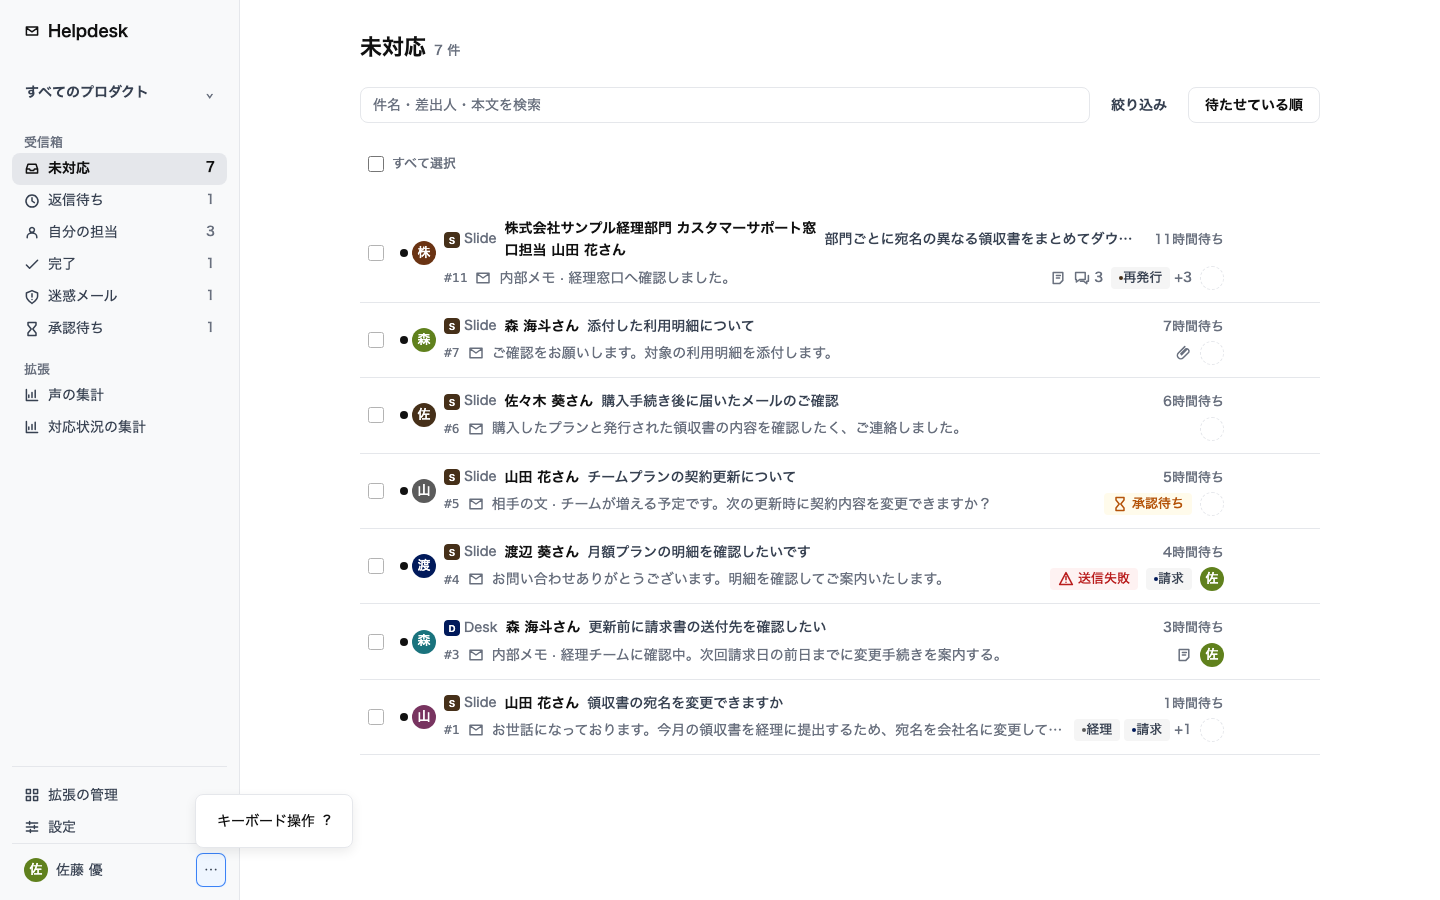 Helpdesk
すべてのプロダクト
受信箱
未対応 7
返信待ち 1
自分の担当 3
完了 1
迷惑メール 1
承認待ち 1
拡張
声の集計
対応状況の集計
拡張の管理
設定
佐藤 優
佐 …
キーボード操作 ?
未対応 7 件
件名・差出人・本文を検索 絞り込み 待たせている順
すべて選択
株 S Slide 株式会社サンプル経理部門 カスタマーサポート窓
口担当 山田 花さん 部門ごとに宛名の異なる領収書をまとめてダウ… 11時間待ち
#11 内部メモ · 経理窓口へ確認しました。 3 •再発行 +3
森 S Slide 森 海斗さん 添付した利用明細について 7時間待ち
#7 ご確認をお願いします。対象の利用明細を添付します。
佐 S Slide 佐々木 葵さん 購入手続き後に届いたメールのご確認 6時間待ち
#6 購入したプランと発行された領収書の内容を確認したく、ご連絡しました。
山 S Slide 山田 花さん チームプランの契約更新について 5時間待ち
#5 相手の文 · チームが増える予定です。次の更新時に契約内容を変更できますか？ 承認待ち
渡 S Slide 渡辺 葵さん 月額プランの明細を確認したいです 4時間待ち
#4 お問い合わせありがとうございます。明細を確認してご案内いたします。 送信失敗 •請求 佐
森 D Desk 森 海斗さん 更新前に請求書の送付先を確認したい 3時間待ち
#3 内部メモ · 経理チームに確認中。次回請求日の前日までに変更手続きを案内する。 佐
山 S Slide 山田 花さん 領収書の宛名を変更できますか 1時間待ち
#1 お世話になっております。今月の領収書を経理に提出するため、宛名を会社名に変更して… •経理 •請求 +1